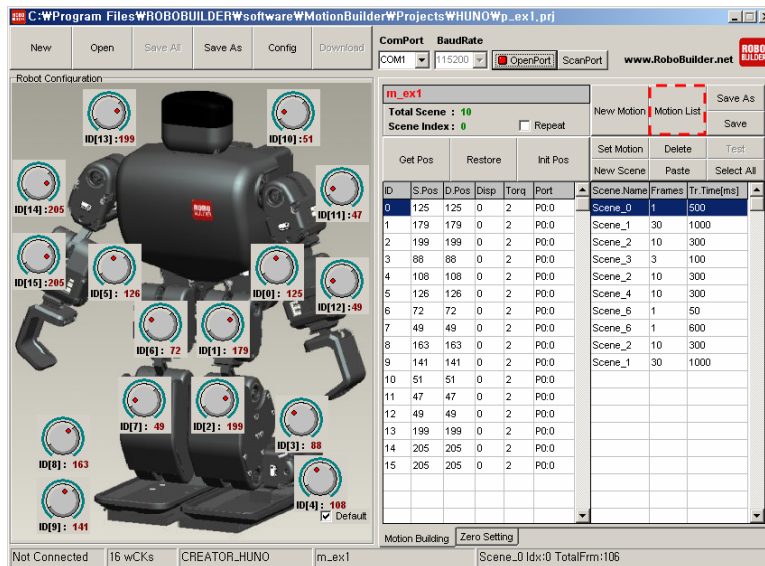 C:₩Program Files₩ROBOBUILDER₩software₩MotionBuilder₩Projects₩HUNO₩p_ex1.prj
New Open Save All Save As Config Download
ComPort BaudRate
COM1 115200 OpenPort ScanPort www.RoboBuilder.net ROBO BUILDER
Robot Configuration
ID[13]:199 ID[10]:51
ID[14]:205 ID[11]:47
ID[15]:205 ID[5]: 126 ID[0]: 125 ID[12]:49
ID[6]: 72 ID[1]: 179
ID[7]: 49 ID[2]: 199
ID[3]: 88
ID[8]: 163
ID[4]: 108
ID[9]: 141
Default
m_ex1
Total Scene : 10
Scene Index: 0 Repeat
New Motion Motion List Save As
Save
Get Pos Restore Init Pos
Set Motion Delete Test
New Scene Paste Select All
ID S.Pos D.Pos Disp Torq Port
0 125 125 0 2 P0:0
1 179 179 0 2 P0:0
2 199 199 0 2 P0:0
3 88 88 0 2 P0:0
4 108 108 0 2 P0:0
5 126 126 0 2 P0:0
6 72 72 0 2 P0:0
7 49 49 0 2 P0:0
8 163 163 0 2 P0:0
9 141 141 0 2 P0:0
10 51 51 0 2 P0:0
11 47 47 0 2 P0:0
12 49 49 0 2 P0:0
13 199 199 0 2 P0:0
14 205 205 0 2 P0:0
15 205 205 0 2 P0:0
Scene.Name Frames Tr.Time[ms]
Scene_0 1 500
Scene_1 30 1000
Scene_2 10 300
Scene_3 3 100
Scene_2 10 300
Scene_4 10 300
Scene_6 1 50
Scene_6 1 600
Scene_2 10 300
Scene_1 30 1000
Motion Building Zero Setting
Not Connected 16 wCKs CREATOR_HUNO m_ex1 Scene_0 Idx:0 TotalFrm:106